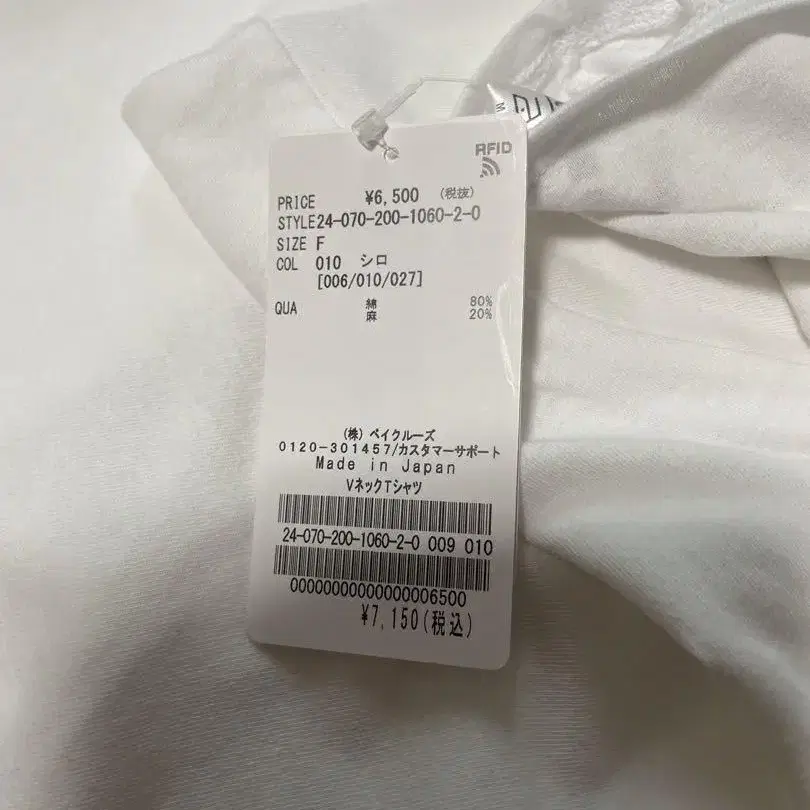 RFID
PRICE ¥6,500 (税抜)
STYLE24-070-200-1060-2-0
SIZE F
COL 010 シロ
[006/010/027]
QUA 綿 80%
麻 20%
(株)ベイクルーズ
0120-301457/カスタマーサポート
Made in Japan
VネックTシャツ
24-070-200-1060-2-0 009 010
00000000000000006500
¥7,150(税込)